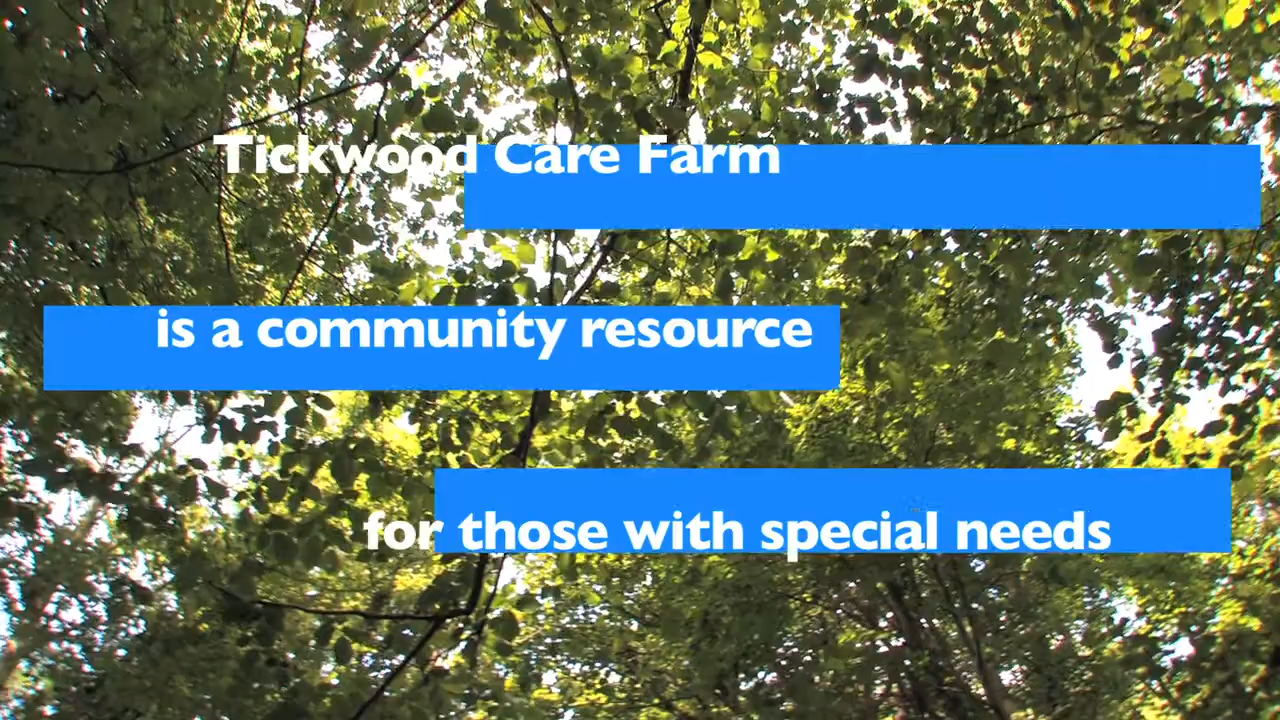 Tickwood Care Farm
is a community resource
for those with special needs